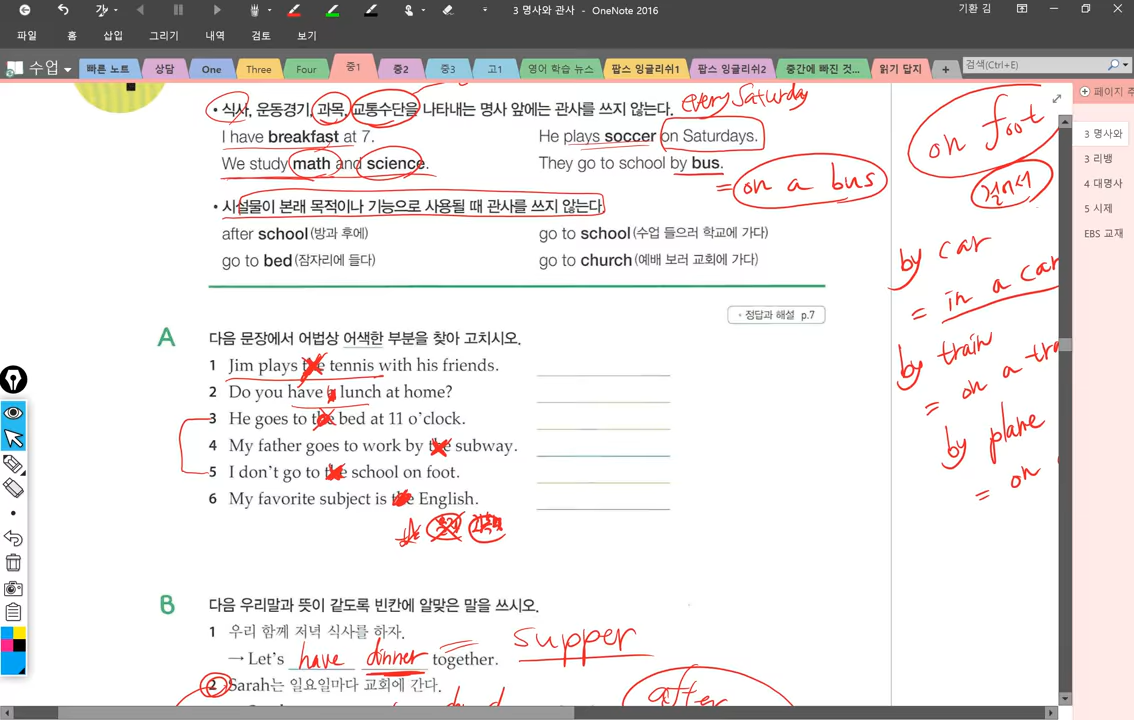 3 명사와 관사 - OneNote 2016
기환 김
파일 홈 삽입 그리기 내역 검토 보기
수업 빠른 노트 상담 One Three Four 중1 중2 중3 고1 영어 학습 뉴스 팝스 잉글리쉬1 팝스 잉글리쉬2 중간에 빠진 것... 읽기 답지 + 검색(Ctrl+E)
페이지 추
3 명사와
3 리뱅
4 대명사
5 시제
EBS 교재
• 식사, 운동경기, 과목, 교통수단을 나타내는 명사 앞에는 관사를 쓰지 않는다. every Saturday
I have breakfast at 7. He plays soccer on Saturdays.
We study math and science. They go to school by bus.
= on a bus
• 시설물이 본래 목적이나 기능으로 사용될 때 관사를 쓰지 않는다.
after school(방과 후에) go to school(수업 들으러 학교에 가다)
go to bed(잠자리에 들다) go to church(예배 보러 교회에 가다)
on foot
걸어서
by car
= in a car
by train
= on a tra
by plane
= on
• 정답과 해설 p.7
A 다음 문장에서 어법상 어색한 부분을 찾아 고치시오.
1 Jim plays the tennis with his friends.
2 Do you have a lunch at home?
3 He goes to the bed at 11 o'clock.
4 My father goes to work by the subway.
5 I don't go to the school on foot.
6 My favorite subject is the English.
B 다음 우리말과 뜻이 같도록 빈칸에 알맞은 말을 쓰시오.
1 우리 함께 저녁 식사를 하자.
→ Let's have dinner together. supper
2 Sarah는 일요일마다 교회에 간다.
after